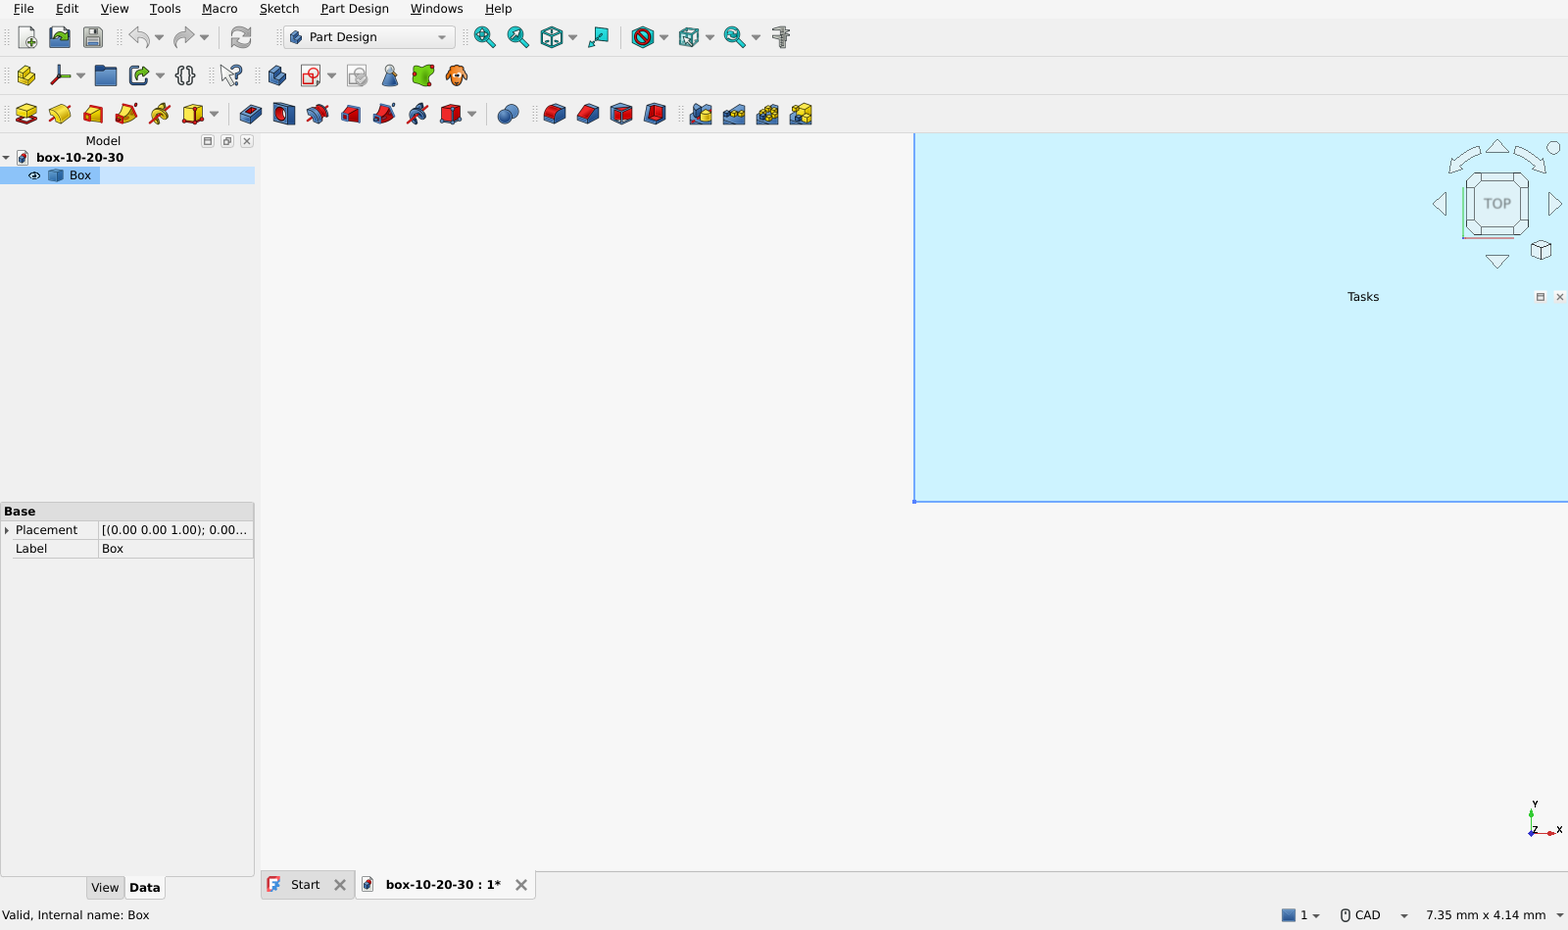 File Edit View Tools Macro Sketch Part Design Windows Help
Part Design
Model
box-10-20-30
Box
TOP
Tasks
Base
Placement [(0.00 0.00 1.00); 0.00...
Label Box
Y
Z X
View Data
Start box-10-20-30 : 1*
Valid, Internal name: Box 1 CAD 7.35 mm x 4.14 mm